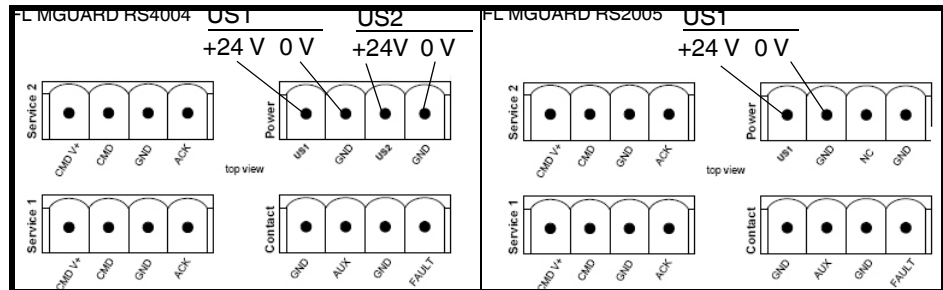 FL MGUARD RS4004 US1 US2
+24 V 0 V +24V 0 V
Service 2
CMD V+ CMD GND ACK
Power
US1 GND US2 GND
top view
Service 1
CMD V+ CMD GND ACK
Contact
GND AUX GND FAULT
FL MGUARD RS2005 US1
+24 V 0 V
Service 2
CMD V+ CMD GND ACK
Power
US1 GND NC GND
top view
Service 1
CMD V+ CMD GND ACK
Contact
GND AUX GND FAULT